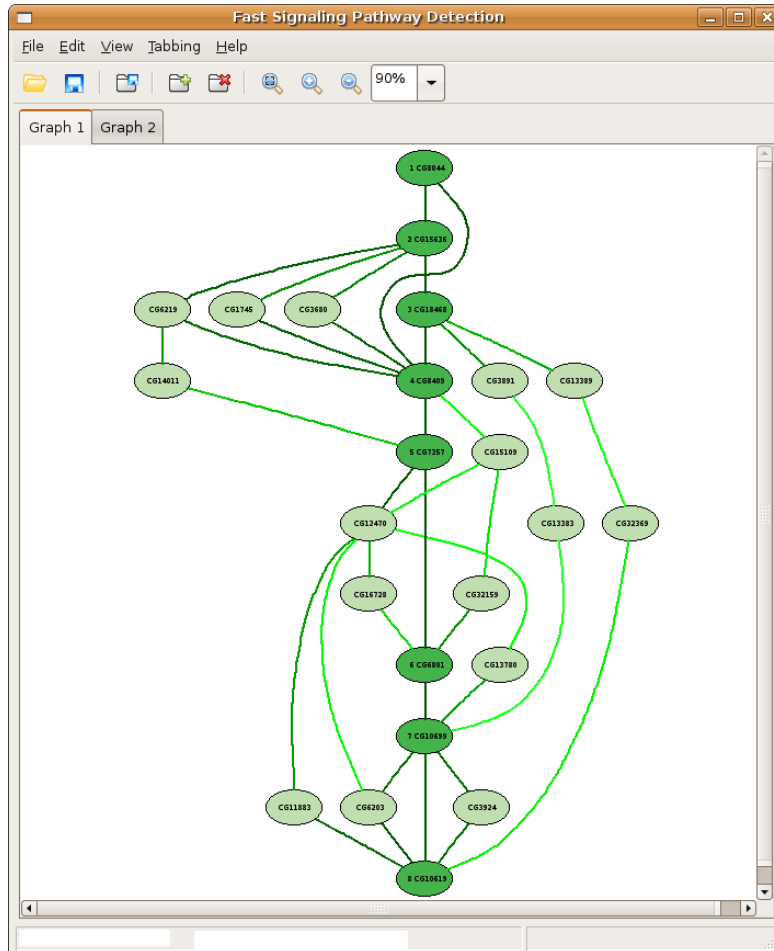 Fast Signaling Pathway Detection
File Edit View Tabbing Help
90%
Graph 1 Graph 2
1 CG8044
2 CG15636
CG6219 CG1745 CG3680 3 CG18468
CG14011 4 CG8409 CG3891 CG13389
5 CG7357 CG15109
CG12470 CG13383 CG32369
CG16728 CG32159
6 CG6801 CG13780
7 CG10699
CG11883 CG6203 CG3924
8 CG10619